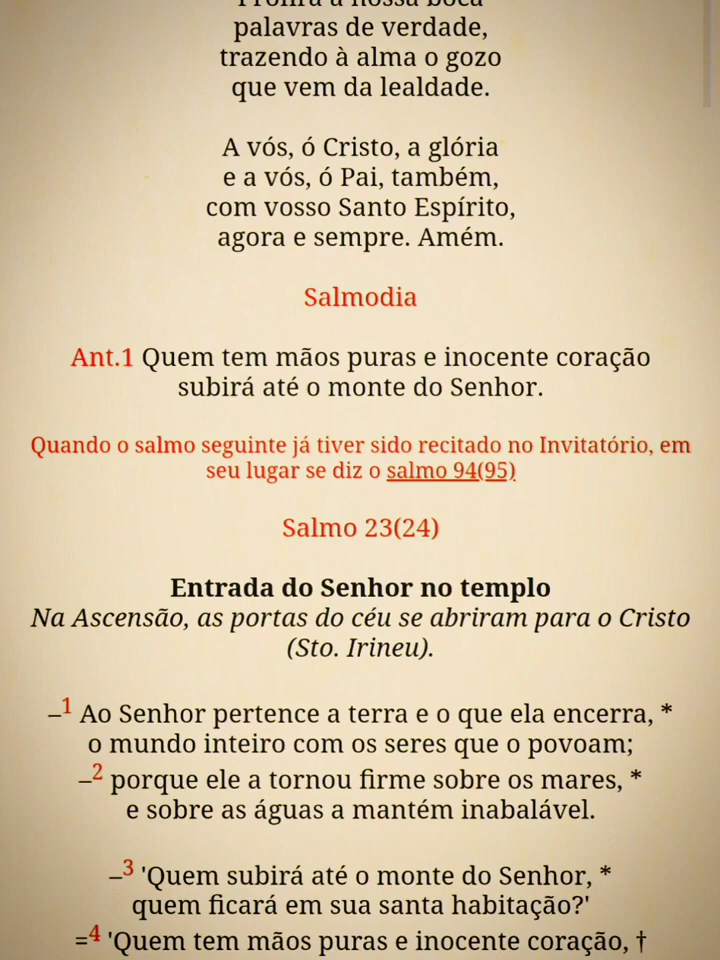 palavras de verdade,
trazendo à alma o gozo
que vem da lealdade.
A vós, ó Cristo, a glória
e a vós, ó Pai, também,
com vosso Santo Espírito,
agora e sempre. Amém.
Salmodia
Ant.1 Quem tem mãos puras e inocente coração
subirá até o monte do Senhor.
Quando o salmo seguinte já tiver sido recitado no Invitatório, em
seu lugar se diz o salmo 94(95)
Salmo 23(24)
Entrada do Senhor no templo
Na Ascensão, as portas do céu se abriram para o Cristo
(Sto. Irineu).
–1 Ao Senhor pertence a terra e o que ela encerra, *
o mundo inteiro com os seres que o povoam;
–2 porque ele a tornou firme sobre os mares, *
e sobre as águas a mantém inabalável.
–3 'Quem subirá até o monte do Senhor, *
quem ficará em sua santa habitação?'
=4 'Quem tem mãos puras e inocente coração, †